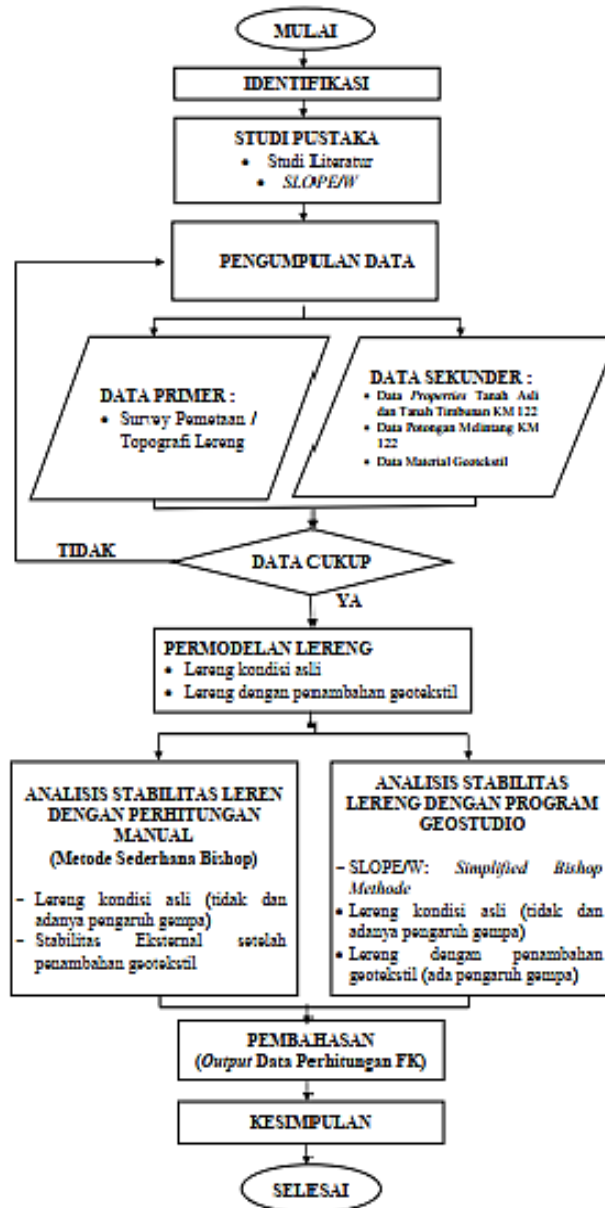 MULAI
IDENTIFIKASI
STUDI PUSTAKA
• Studi Literatur
• SLOPE/W
PENGUMPULAN DATA
DATA PRIMER :
• Survey Pemetaan /
Topografi Lereng
DATA SEKUNDER :
• Data Properties Tanah Asli
dan Tanah Timbunan KM 122
• Data Potongan Melintang KM
122
• Data Material Geotekstil
TIDAK
DATA CUKUP
YA
PERMODELAN LERENG
• Lereng kondisi asli
• Lereng dengan penambahan geotekstil
ANALISIS STABILITAS LEREN
DENGAN PERHITUNGAN
MANUAL
(Metode Sederhana Bishop)
- Lereng kondisi asli (tidak dan
adanya pengaruh gempa)
- Stabilitas Eksternal setelah
penambahan geotekstil
ANALISIS STABILITAS
LERENG DENGAN PROGRAM
GEOSTUDIO
- SLOPE/W: Simplified Bishop
Methode
• Lereng kondisi asli (tidak dan
adanya pengaruh gempa)
• Lereng dengan penambahan
geotekstil (ada pengaruh gempa)
PEMBAHASAN
(Output Data Perhitungan FK)
KESIMPULAN
SELESAI